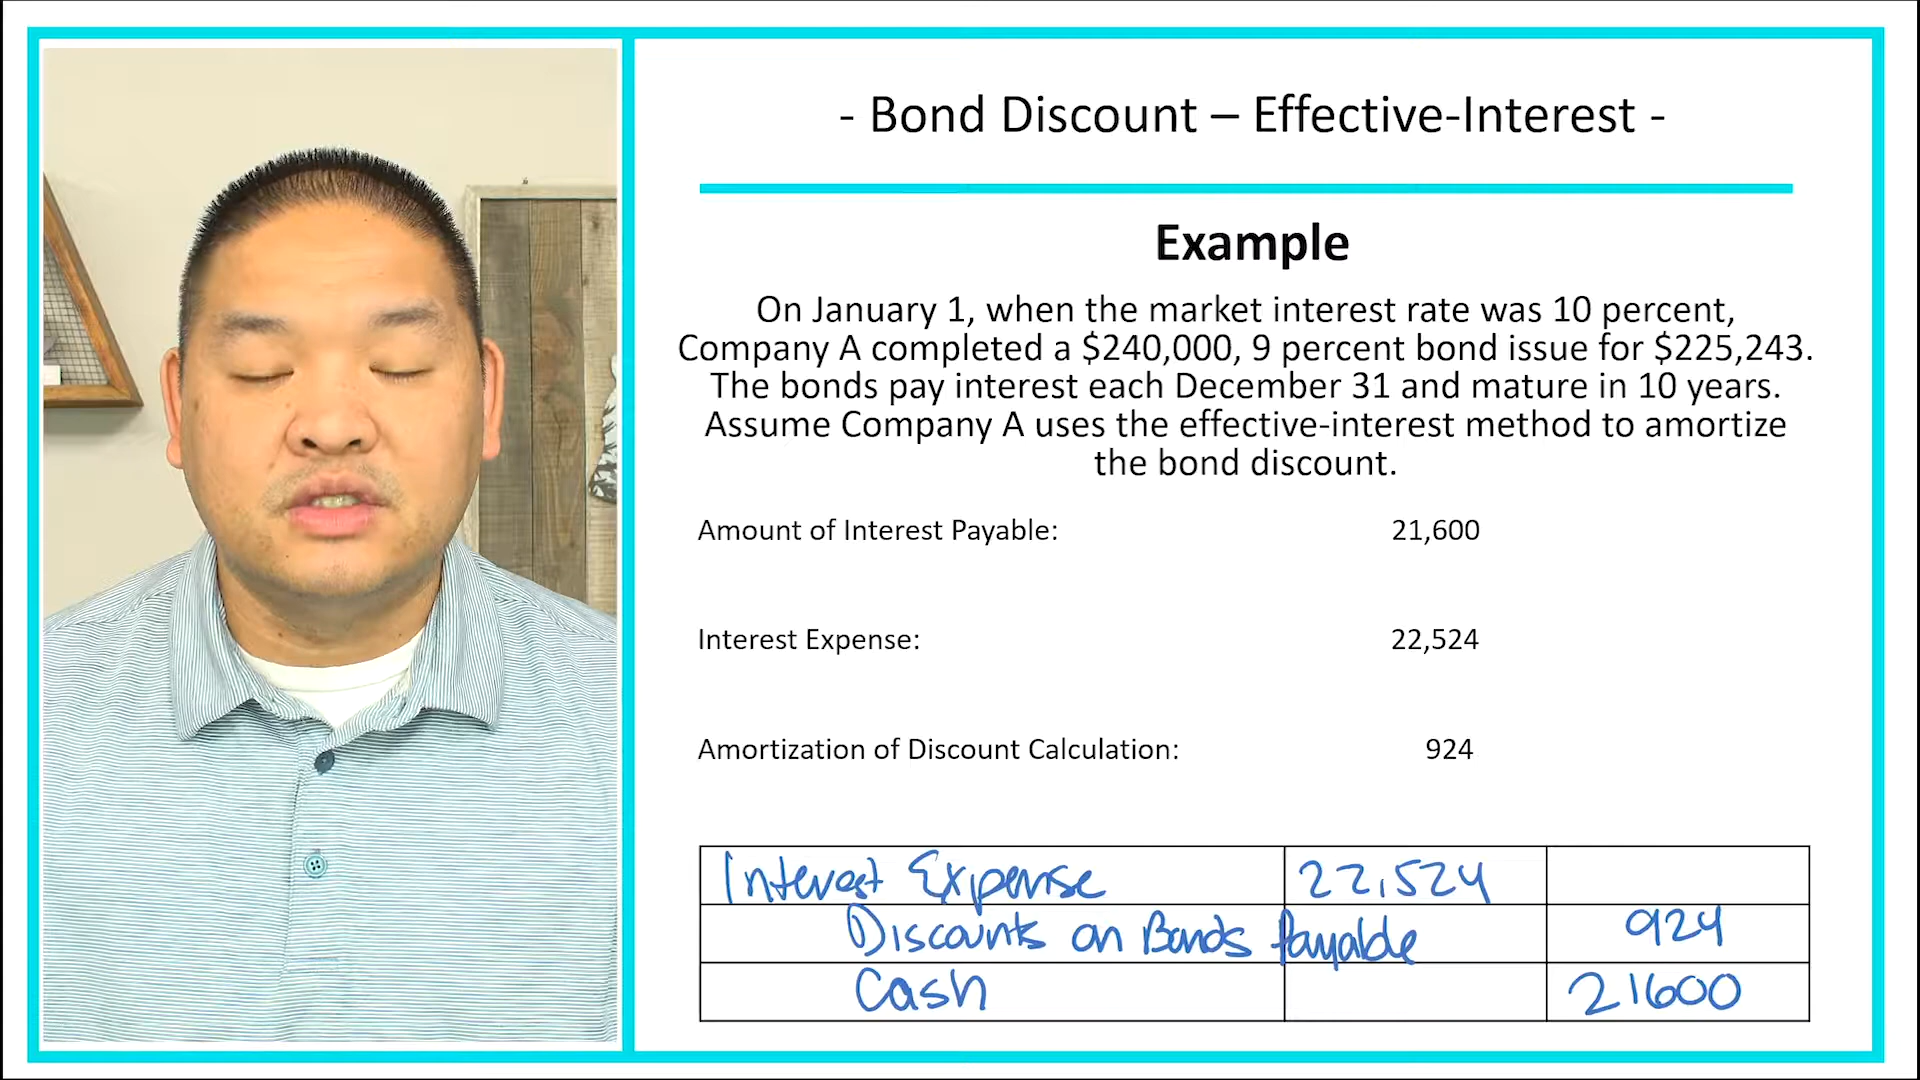 - Bond Discount – Effective-Interest -
Example
On January 1, when the market interest rate was 10 percent,
Company A completed a $240,000, 9 percent bond issue for $225,243.
The bonds pay interest each December 31 and mature in 10 years.
Assume Company A uses the effective-interest method to amortize
the bond discount.
Amount of Interest Payable: 21,600
Interest Expense: 22,524
Amortization of Discount Calculation: 924
Interest Expense 22,524
Discounts on Bonds Payable 924
Cash 21600